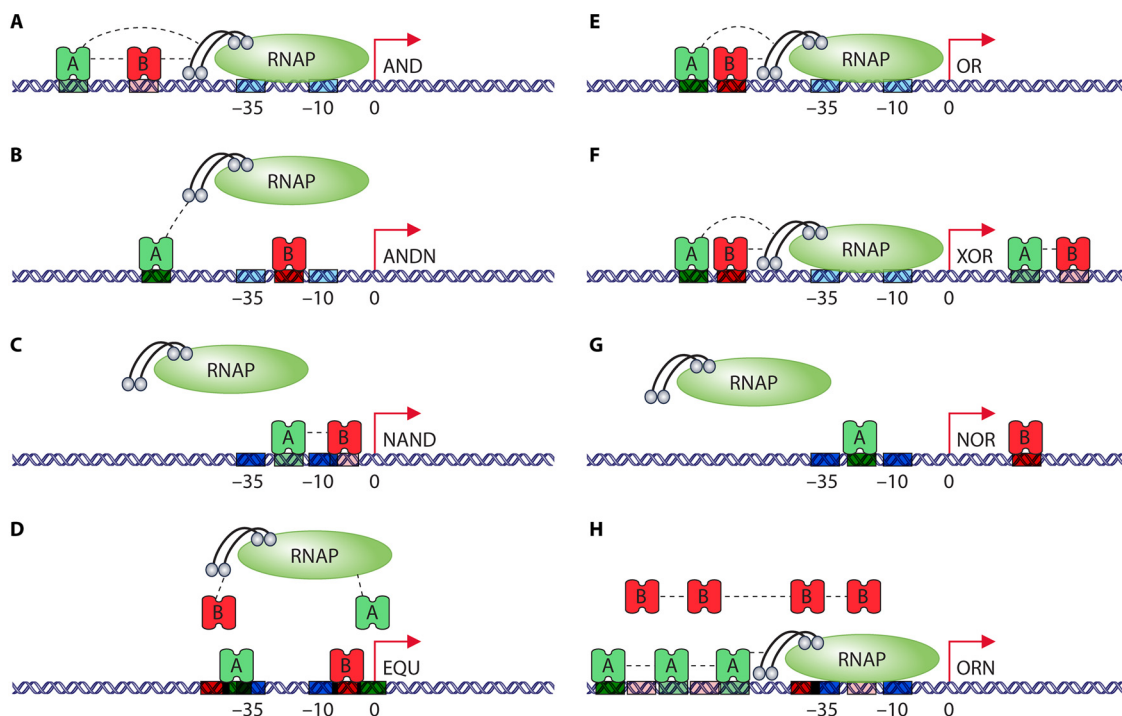 A
A B RNAP AND
–35 –10 0
B
RNAP
A B ANDN
–35 –10 0
C
RNAP
A B NAND
–35 –10 0
D
RNAP
B A
A B EQU
–35 –10 0
E
A B RNAP OR
–35 –10 0
F
A B RNAP XOR A B
–35 –10 0
G
RNAP
A NOR B
–35 –10 0
H
B B B B
A A A RNAP ORN
–35 –10 0